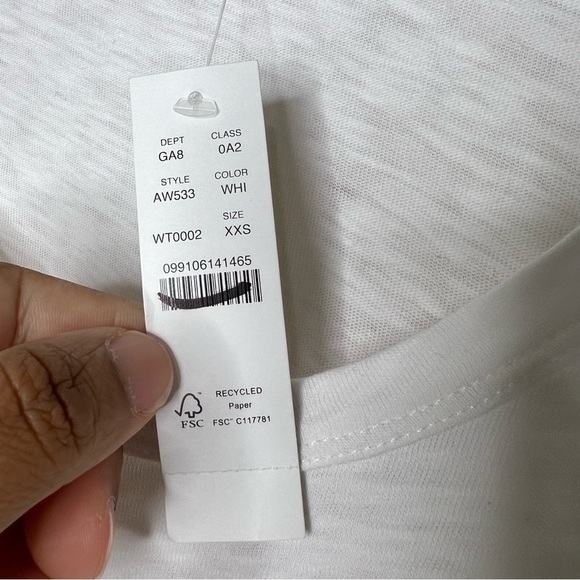 DEPT CLASS
GA8 0A2
STYLE COLOR
AW533 WHI
SIZE
WT0002 XXS
099106141465
RECYCLED
Paper
FSC™ C117781
FSC